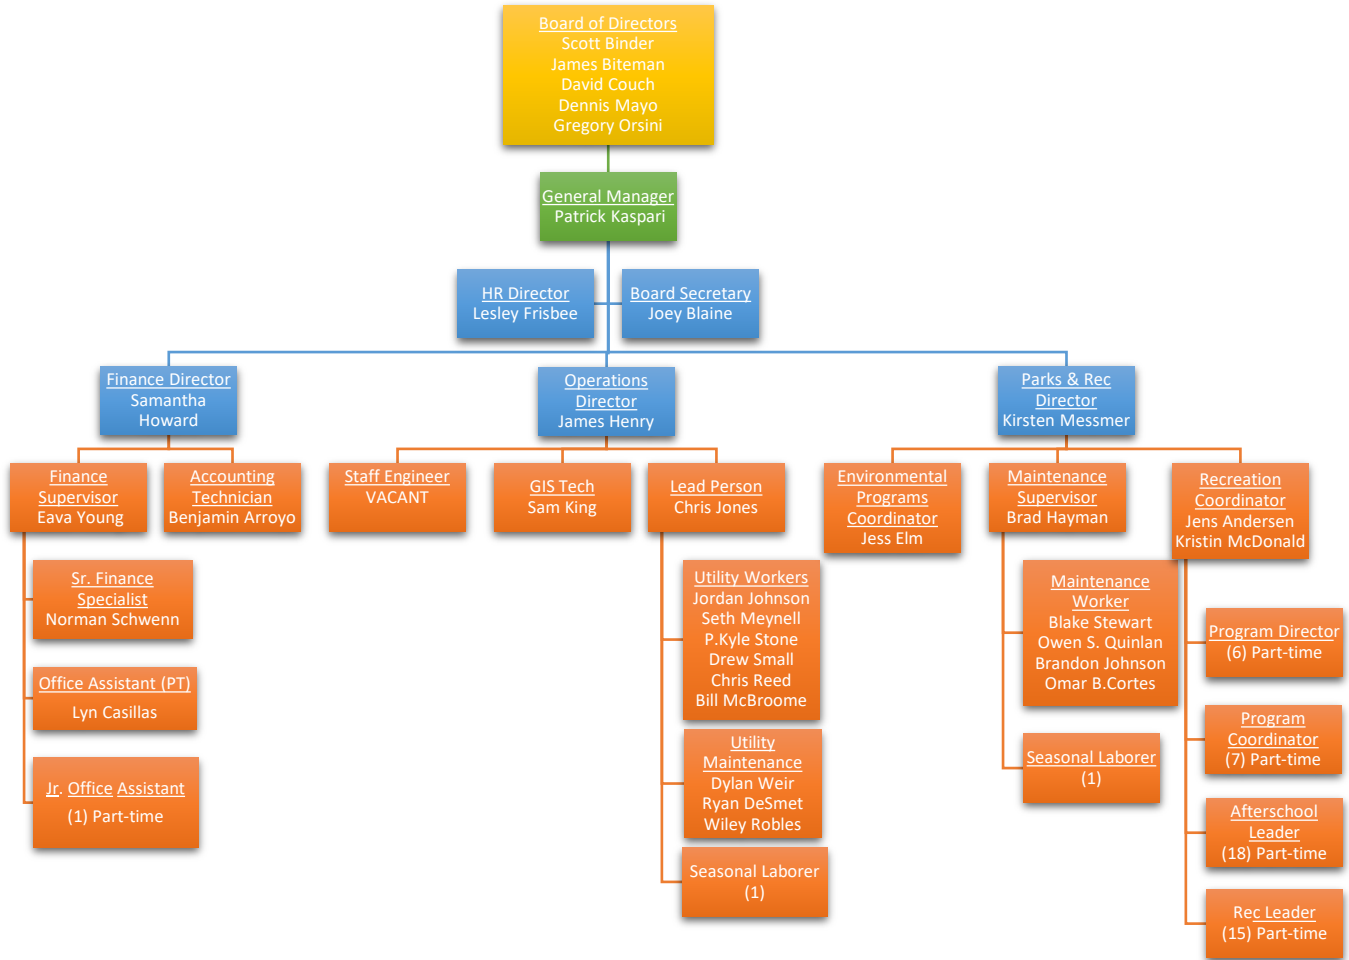 Board of Directors
Scott Binder
James Biteman
David Couch
Dennis Mayo
Gregory Orsini
General Manager
Patrick Kaspari
HR Director
Lesley Frisbee
Board Secretary
Joey Blaine
Finance Director
Samantha
Howard
Operations
Director
James Henry
Parks & Rec
Director
Kirsten Messmer
Finance
Supervisor
Eava Young
Accounting
Technician
Benjamin Arroyo
Staff Engineer
VACANT
GIS Tech
Sam King
Lead Person
Chris Jones
Environmental
Programs
Coordinator
Jess Elm
Maintenance
Supervisor
Brad Hayman
Recreation
Coordinator
Jens Andersen
Kristin McDonald
Sr. Finance
Specialist
Norman Schwenn
Office Assistant (PT)
Lyn Casillas
Jr. Office Assistant
(1) Part-time
Utility Workers
Jordan Johnson
Seth Meynell
P.Kyle Stone
Drew Small
Chris Reed
Bill McBroome
Utility
Maintenance
Dylan Weir
Ryan DeSmet
Wiley Robles
Seasonal Laborer
(1)
Maintenance
Worker
Blake Stewart
Owen S. Quinlan
Brandon Johnson
Omar B.Cortes
Seasonal Laborer
(1)
Program Director
(6) Part-time
Program
Coordinator
(7) Part-time
Afterschool
Leader
(18) Part-time
Rec Leader
(15) Part-time